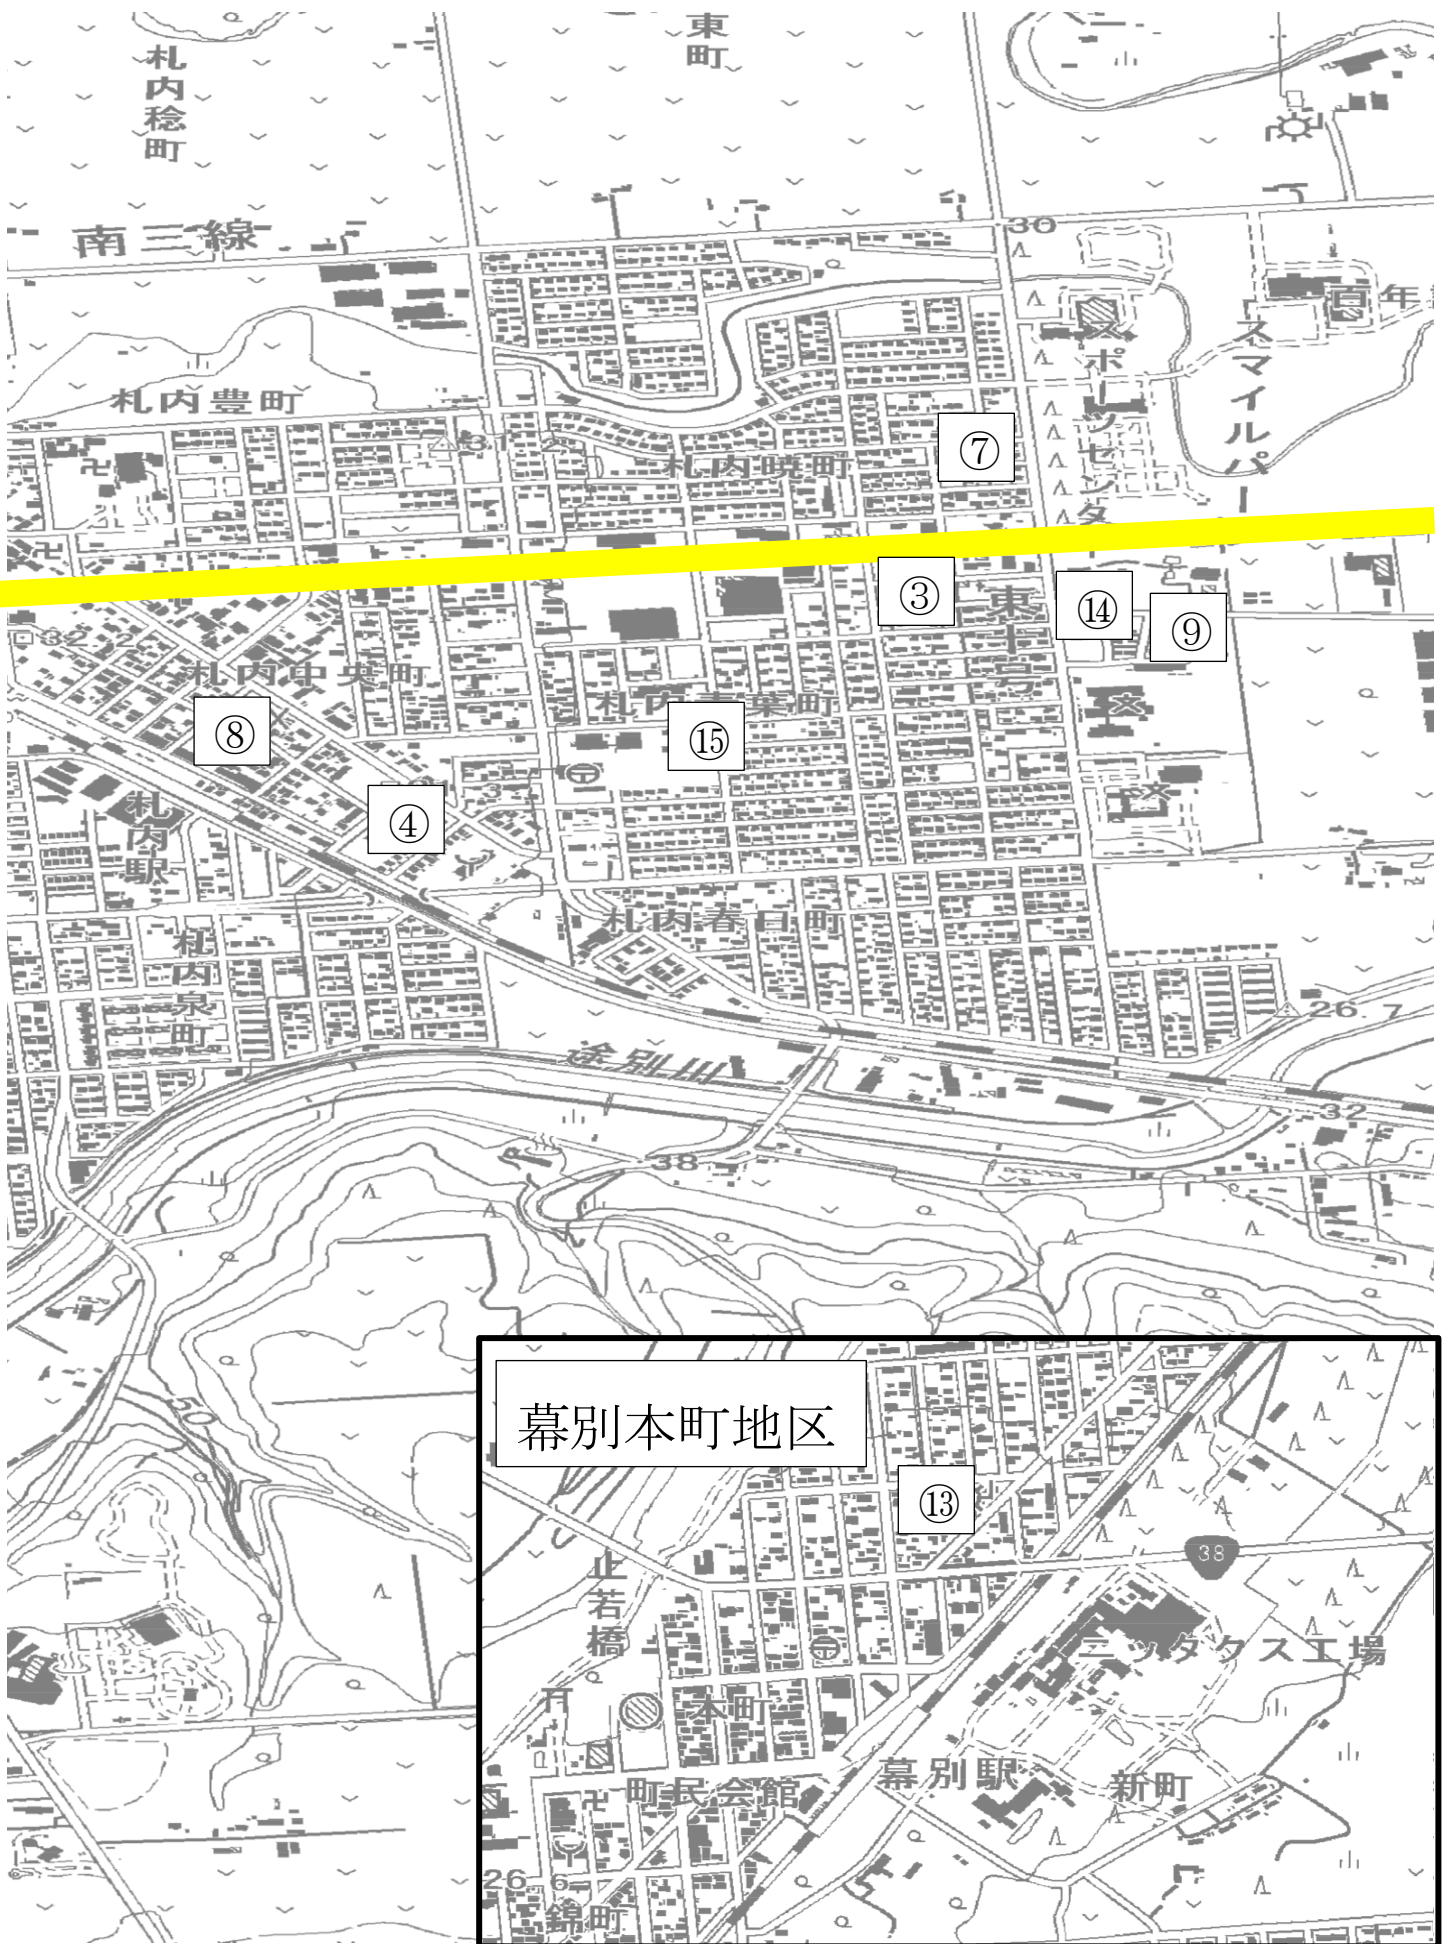 東町
札内稔町
南三線
30
百年
スポーツセンター
スマイルパー
札内豊町
31.2
札内暁町
⑦
③
⑭
⑨
東十号
32.2
札内中央町
札内青葉町
⑧
⑮
④
札内駅
札内春日町
札内泉町
26.7
途別川
32
38
50
幕別本町地区
⑬
38
止若橋
ニッタクス工場
本町
幕別駅
新町
町民会館
26.6
錦町